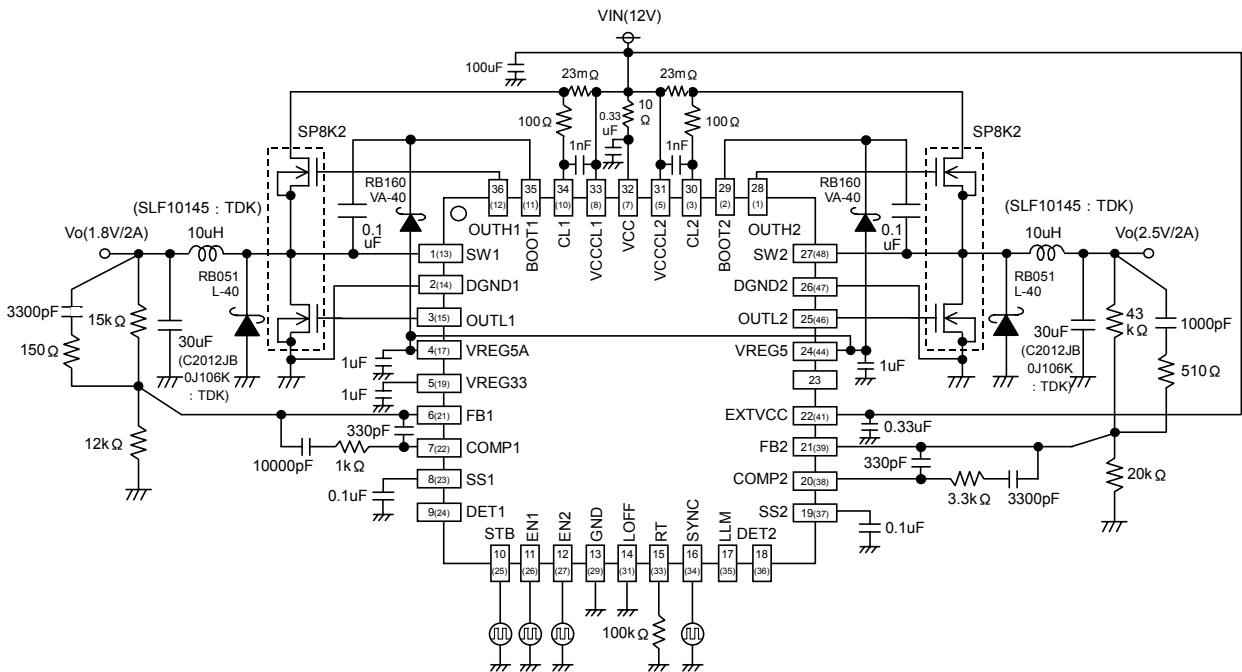 VIN(12V)
100uF
23mΩ
23mΩ
100Ω
0.33
uF
10
Ω
100Ω
1nF
1nF
SP8K2
SP8K2
RB160
VA-40
RB160
VA-40
0.1
uF
0.1
uF
36
(12)
35
(11)
34
(10)
33
(8)
32
(7)
31
(5)
30
(3)
29
(2)
28
(1)
OUTH1
BOOT1
CL1
VCCCL1
VCC
VCCCL2
CL2
BOOT2
OUTH2
(SLF10145 : TDK)
Vo(1.8V/2A)
10uH
RB051
L-40
(SLF10145 : TDK)
10uH
Vo(2.5V/2A)
RB051
L-40
1(13) SW1
2(14) DGND1
3(15) OUTL1
4(17) VREG5A
5(19) VREG33
6(21) FB1
7(22) COMP1
8(23) SS1
9(24) DET1
SW2 27(48)
DGND2 26(47)
OUTL2 25(46)
VREG5 24(44)
23
EXTVCC 22(41)
FB2 21(39)
COMP2 20(38)
SS2 19(37)
3300pF
15kΩ
150Ω
30uF
(C2012JB
0J106K
: TDK)
12kΩ
1uF
1uF
330pF
10000pF
1kΩ
0.1uF
43
kΩ
1000pF
30uF
(C2012JB
0J106K
: TDK)
510Ω
1uF
0.33uF
330pF
3.3kΩ
3300pF
20kΩ
0.1uF
STB
EN1
EN2
GND
LOFF
RT
SYNC
LLM
DET2
10
(25)
11
(26)
12
(27)
13
(29)
14
(31)
15
(33)
16
(34)
17
(35)
18
(36)
100kΩ